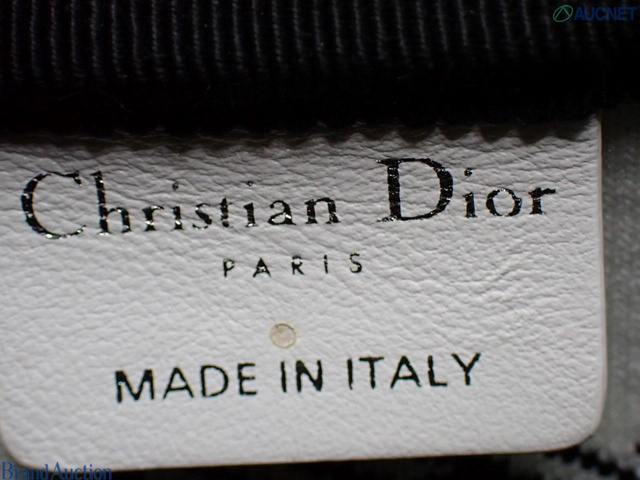 AUCNET
Christian Dior
PARIS
MADE IN ITALY
Brand Auction